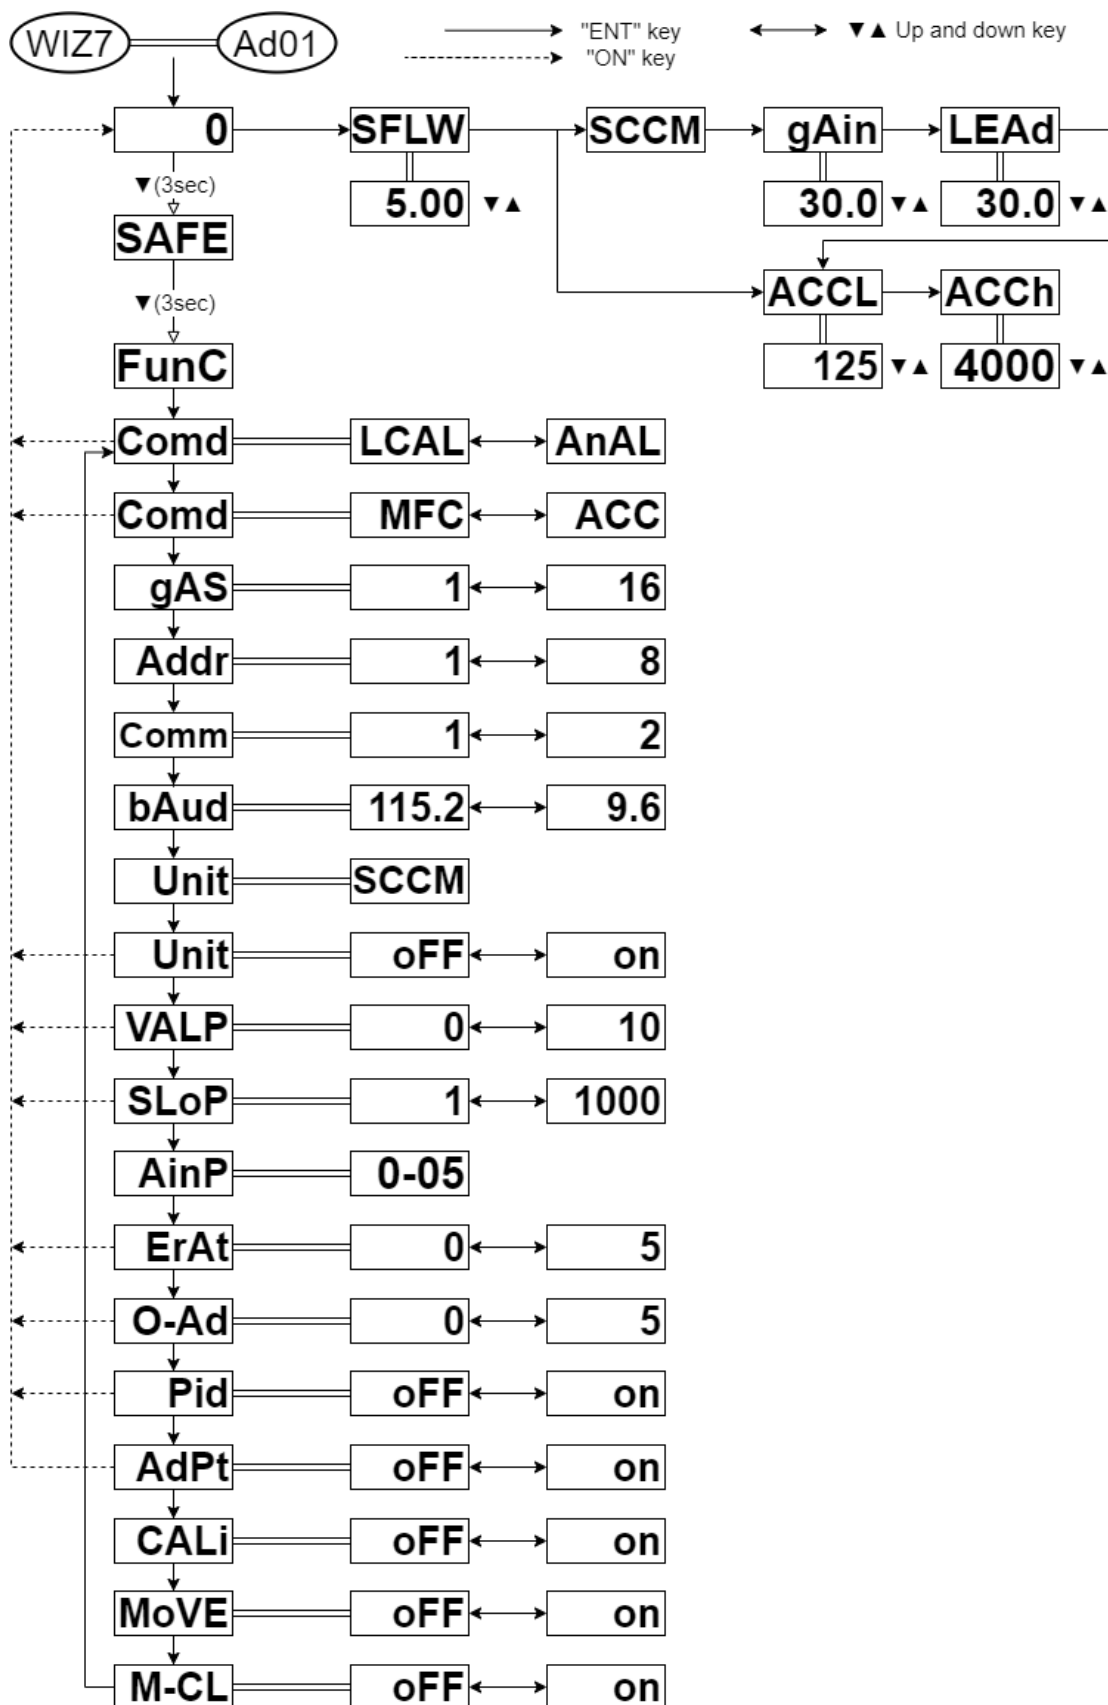 WIZ7 Ad01 "ENT" key ▼▲ Up and down key
"ON" key
0 SFLW SCCM gAin LEAd
▼(3sec) 5.00 ▼▲ 30.0 ▼▲ 30.0 ▼▲
SAFE
▼(3sec) ACCL ACCh
FunC 125 ▼▲ 4000 ▼▲
Comd LCAL AnAL
Comd MFC ACC
gAS 1 16
Addr 1 8
Comm 1 2
bAud 115.2 9.6
Unit SCCM
Unit oFF on
VALP 0 10
SLoP 1 1000
AinP 0-05
ErAt 0 5
O-Ad 0 5
Pid oFF on
AdPt oFF on
CALi oFF on
MoVE oFF on
M-CL oFF on